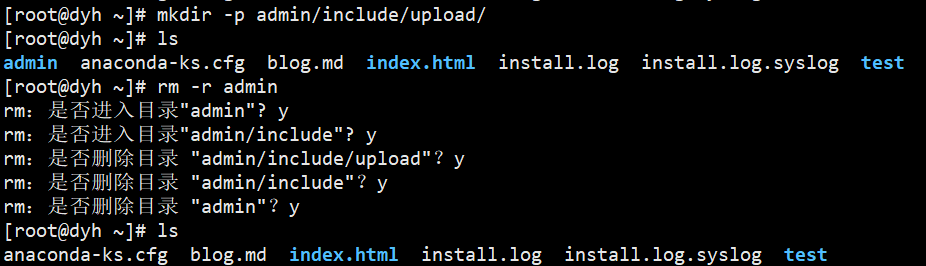 [root@dyh ~]# mkdir -p admin/include/upload/
[root@dyh ~]# ls
admin  anaconda-ks.cfg  blog.md  index.html  install.log  install.log.syslog  test
[root@dyh ~]# rm -r admin
rm：是否进入目录"admin"? y
rm：是否进入目录"admin/include"? y
rm：是否删除目录 "admin/include/upload"？y
rm：是否删除目录 "admin/include"？y
rm：是否删除目录 "admin"？y
[root@dyh ~]# ls
anaconda-ks.cfg  blog.md  index.html  install.log  install.log.syslog  test